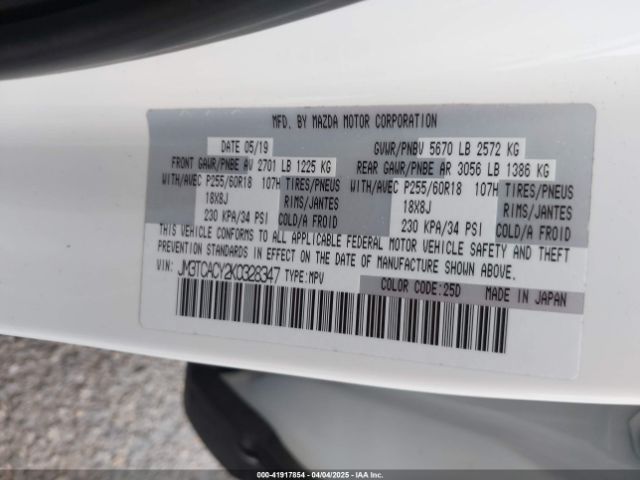 MFD. BY MAZDA MOTOR CORPORATION
DATE 05/19 GVWR/PNBV 5670 LB 2572 KG
FRONT GAWR/PNBE AV 2701 LB 1225 KG REAR GAWR/PNBE AR 3056 LB 1386 KG
WITH/AVEC P255/60R18 107H TIRES/PNEUS WITH/AVEC P255/60R18 107H TIRES/PNEUS
18X8J RIMS/JANTES 18X8J RIMS/JANTES
230 KPA/34 PSI COLD/A FROID 230 KPA/34 PSI COLD/A FROID
THIS VEHICLE CONFORMS TO ALL APPLICABLE FEDERAL MOTOR VEHICLE SAFETY AND THEFT
PREVENTION STANDARDS IN EFFECT ON THE DATE OF MANUFACTURE SHOWN ABOVE.
VIN: JM3TCACY2K0328347 TYPE: MPV COLOR CODE:25D MADE IN JAPAN
000-41917854 | 04/04/2025 - Copyright © IAA, LLC